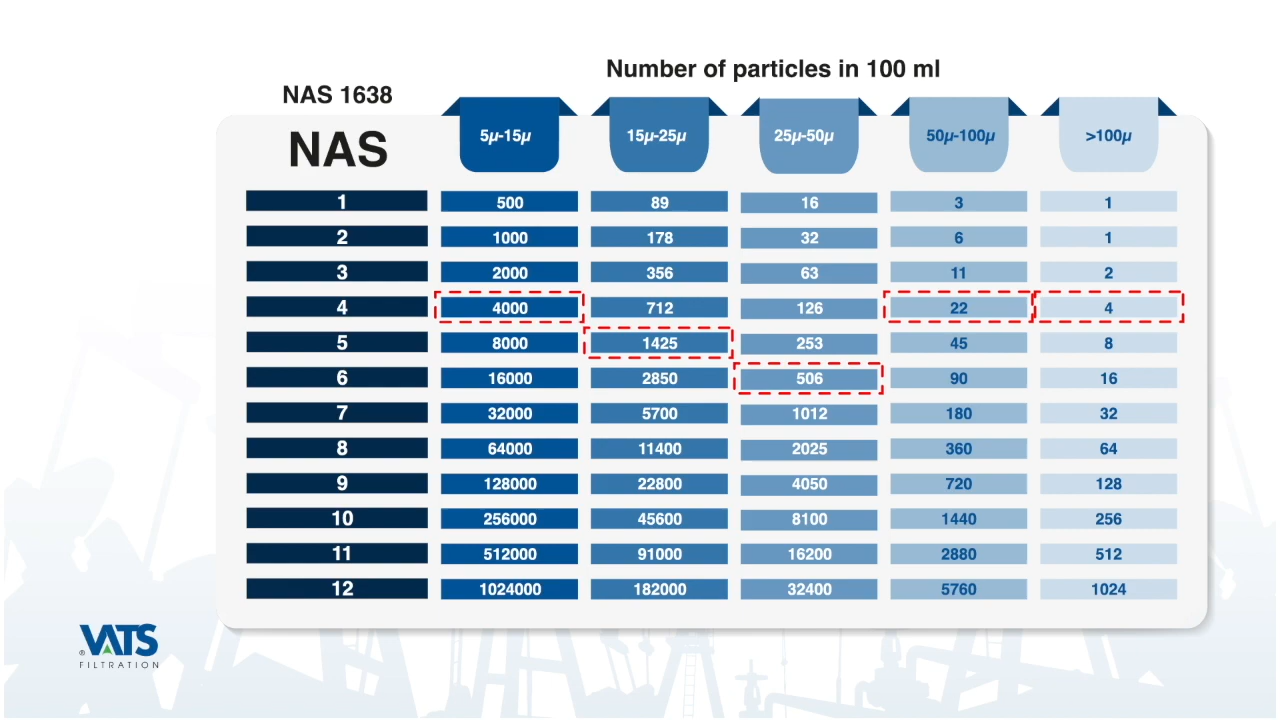 Number of particles in 100 ml
NAS 1638
NAS 5µ-15µ 15µ-25µ 25µ-50µ 50µ-100µ >100µ
1 500 89 16 3 1
2 1000 178 32 6 1
3 2000 356 63 11 2
4 4000 712 126 22 4
5 8000 1425 253 45 8
6 16000 2850 506 90 16
7 32000 5700 1012 180 32
8 64000 11400 2025 360 64
9 128000 22800 4050 720 128
10 256000 45600 8100 1440 256
11 512000 91000 16200 2880 512
12 1024000 182000 32400 5760 1024
®VATS
FILTRATION